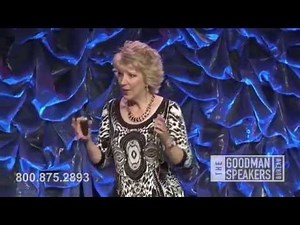 800.875.2893
THE
GOODMAN
SPEAKERS